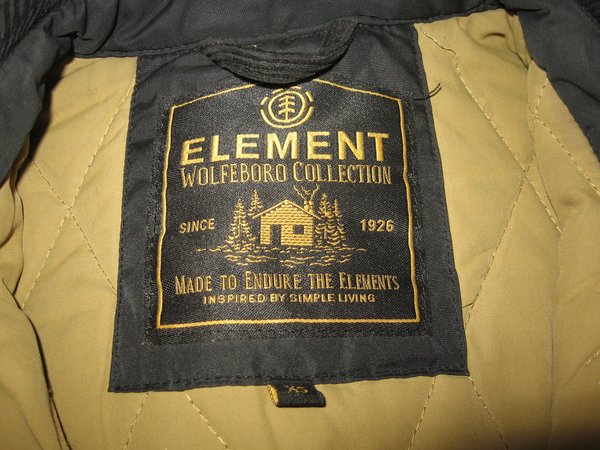 ELEMENT
WOLFEBORO COLLECTION
SINCE 1926
MADE TO ENDURE THE ELEMENTS
INSPIRED BY SIMPLE LIVING
XS